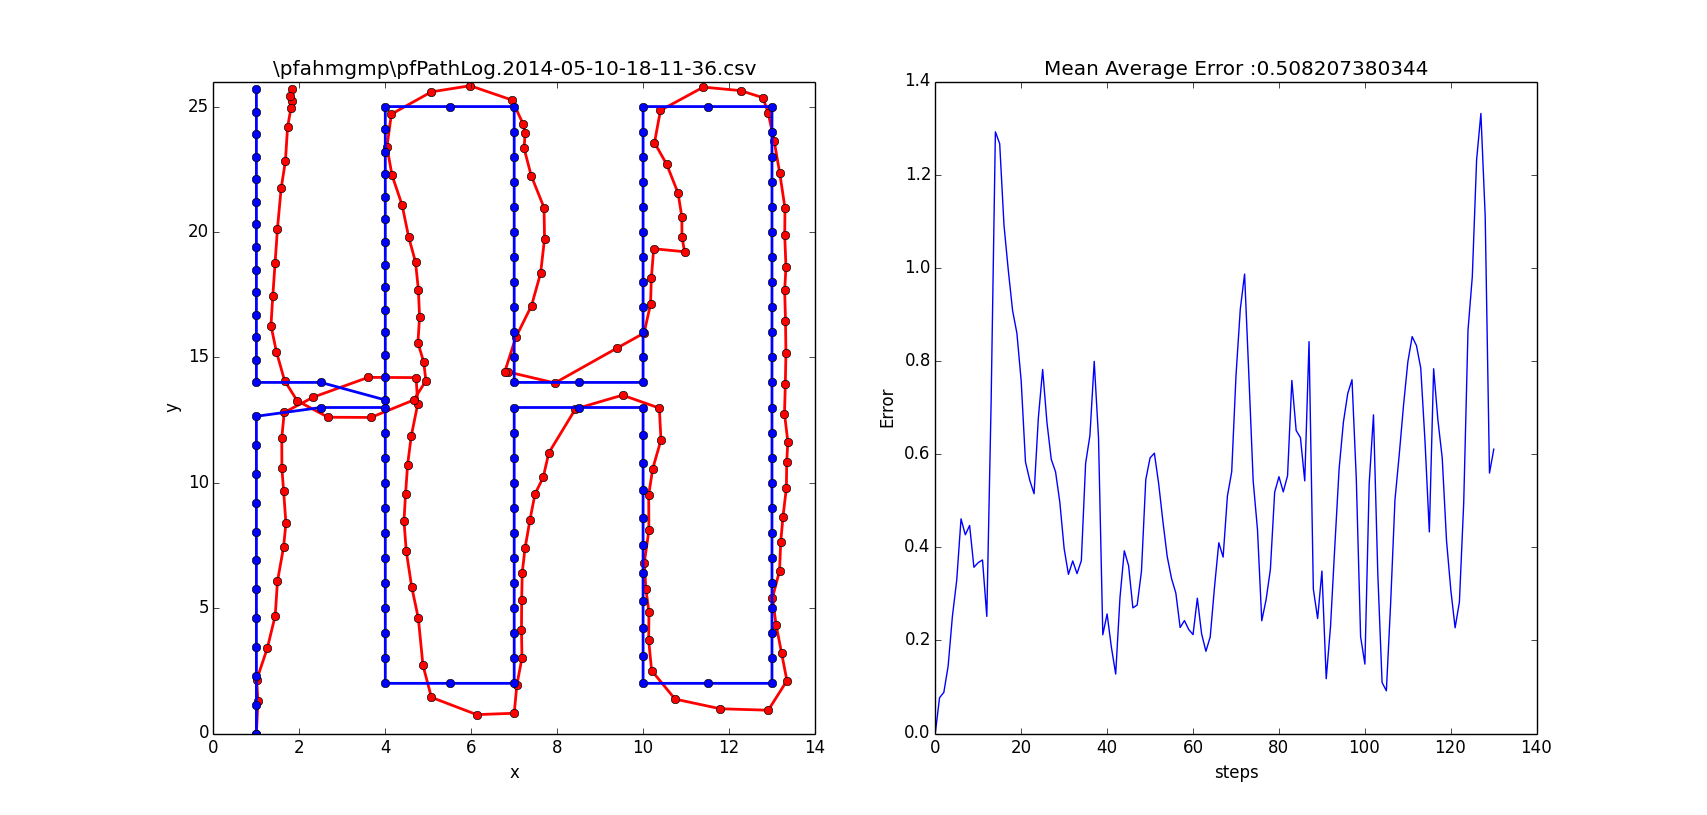 \pfahmgmp\pfPathLog.2014-05-10-18-11-36.csv
25
20
15
10
5
0
y
0 2 4 6 8 10 12 14
x
Mean Average Error :0.508207380344
1.4
1.2
1.0
0.8
0.6
0.4
0.2
0.0
Error
0 20 40 60 80 100 120 140
steps